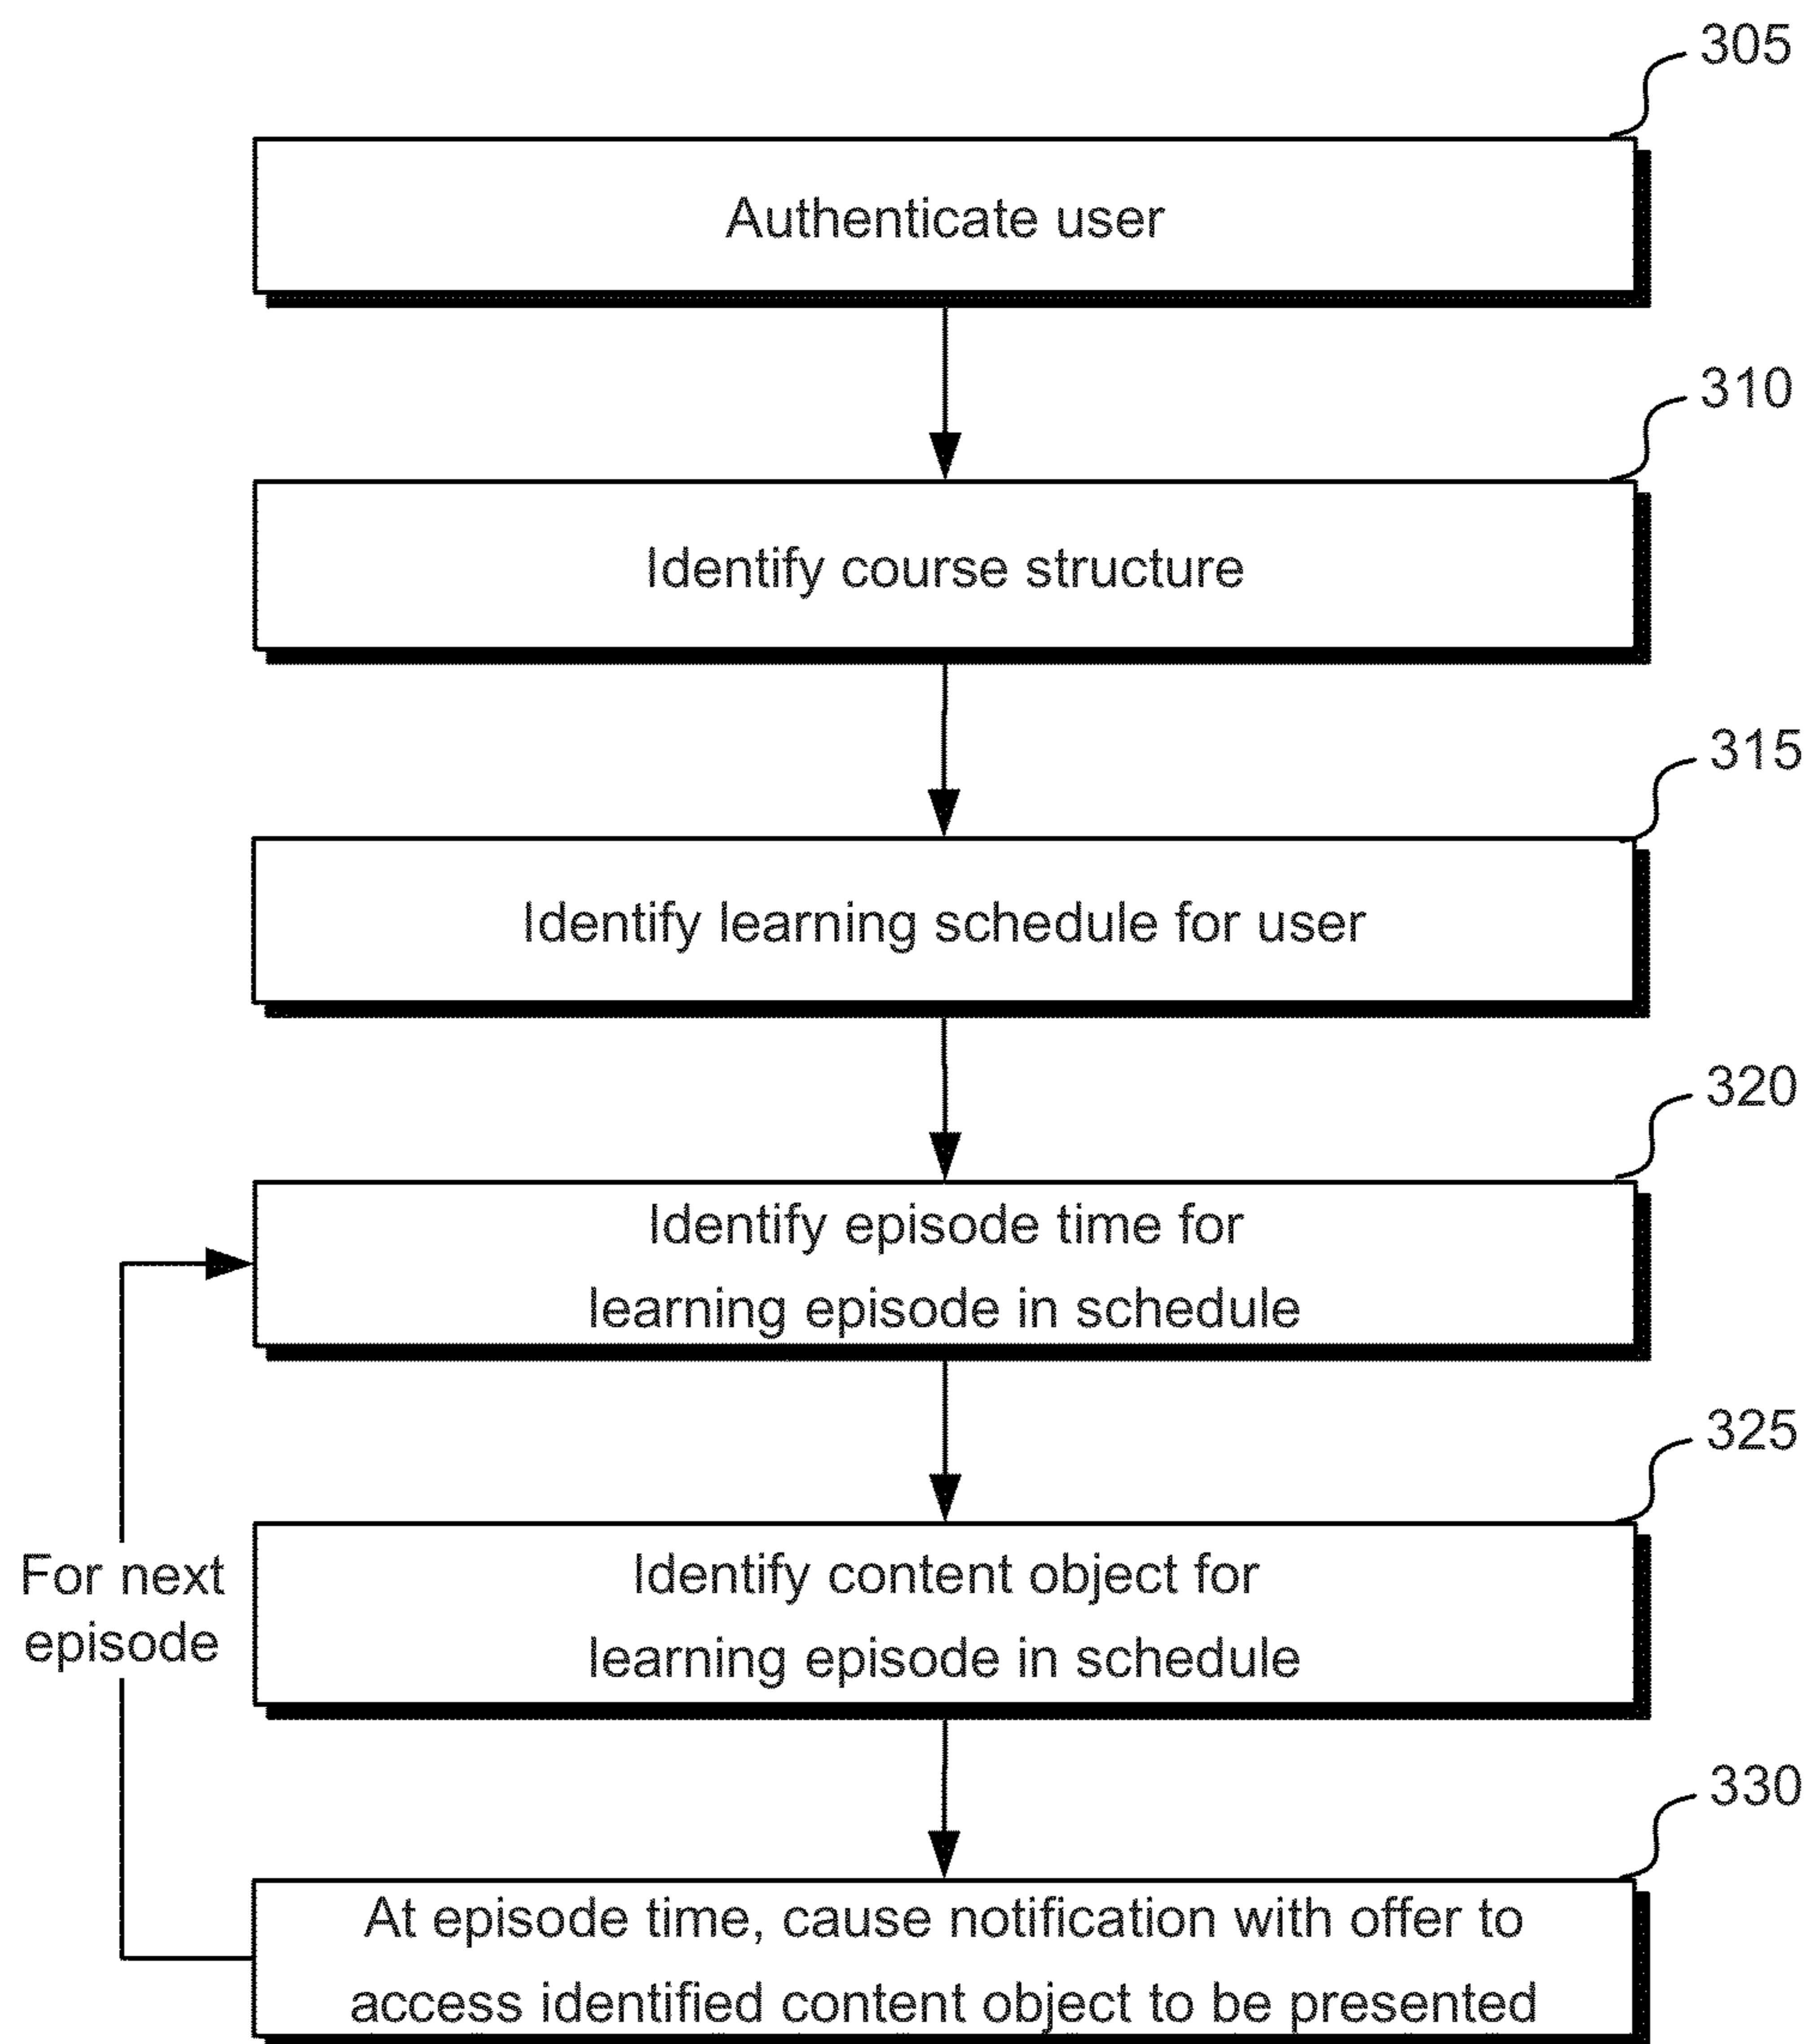 305
Authenticate user
310
Identify course structure
315
Identify learning schedule for user
320
Identify episode time for
learning episode in schedule
325
Identify content object for
learning episode in schedule
For next
episode
330
At episode time, cause notification with offer to
access identified content object to be presented